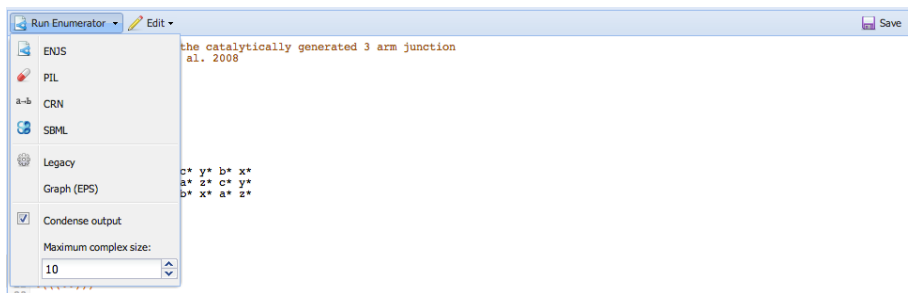 Run Enumerator Edit Save
the catalytically generated 3 arm junction
al. 2008
ENJS
PIL
a→b CRN
SBML
Legacy
c* y* b* x*
a* z* c* y*
Graph (EPS)
b* x* a* z*
Condense output
Maximum complex size:
10